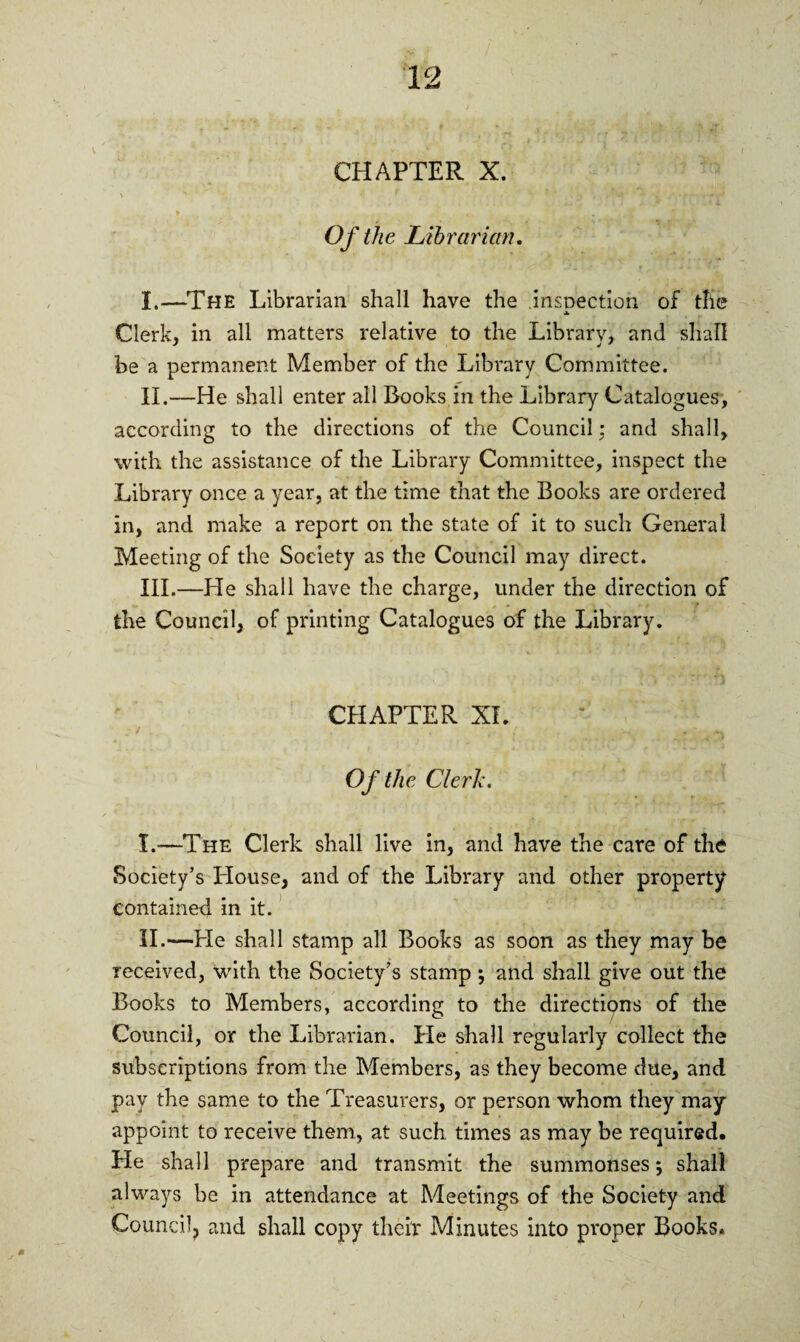 12
CHAPTER X.
Of the Librarian.
I.—THE Librarian shall have the inspection of the
Clerk, in all matters relative to the Library, and shall
be a permanent Member of the Library Committee.
II.—He shall enter all Books in the Library Catalogues,
according to the directions of the Council; and shall,
with the assistance of the Library Committee, inspect the
Library once a year, at the time that the Books are ordered
in, and make a report on the state of it to such General
Meeting of the Society as the Council may direct.
III.—He shall have the charge, under the direction of
the Council, of printing Catalogues of the Library.
CHAPTER XI.
Of the Clerk.
I.—THE Clerk shall live in, and have the care of the
Society's House, and of the Library and other property
contained in it.
II.—He shall stamp all Books as soon as they may be
received, with the Society's stamp; and shall give out the
Books to Members, according to the directions of the
Council, or the Librarian. He shall regularly collect the
subscriptions from the Members, as they become due, and
pay the same to the Treasurers, or person whom they may
appoint to receive them, at such times as may be required.
He shall prepare and transmit the summonses; shall
always be in attendance at Meetings of the Society and
Council, and shall copy their Minutes into proper Books.